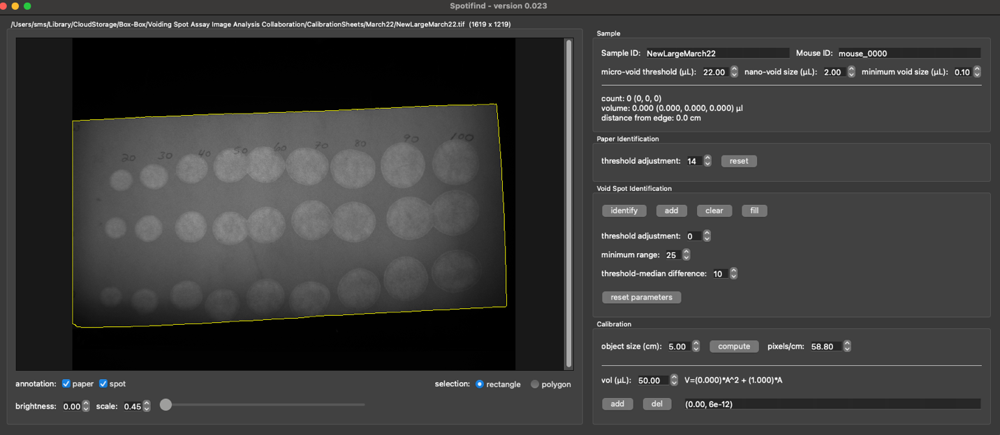 Spotifind - version 0.023
/Users/sms/Library/CloudStorage/Box-Box/Voiding Spot Assay Image Analysis Collaboration/CalibrationSheets/March22/NewLargeMarch22.tif (1619 x 1219)
20 30 40 50 60 70 80 90 100
annotation: paper spot
selection: rectangle polygon
brightness: 0.00 scale: 0.45
Sample
Sample ID: NewLargeMarch22 Mouse ID: mouse_0000
micro-void threshold (µL): 22.00 nano-void size (µL): 2.00 minimum void size (µL): 0.10
count: 0 (0, 0, 0)
volume: 0.000 (0.000, 0.000, 0.000) µl
distance from edge: 0.0 cm
Paper Identification
threshold adjustment: 14 reset
Void Spot Identification
identify add clear fill
threshold adjustment: 0
minimum range: 25
threshold-median difference: 10
reset parameters
Calibration
object size (cm): 5.00 compute pixels/cm: 58.80
vol (µL): 50.00 V=(0.000)*A^2 + (1.000)*A
add del (0.00, 6e-12)